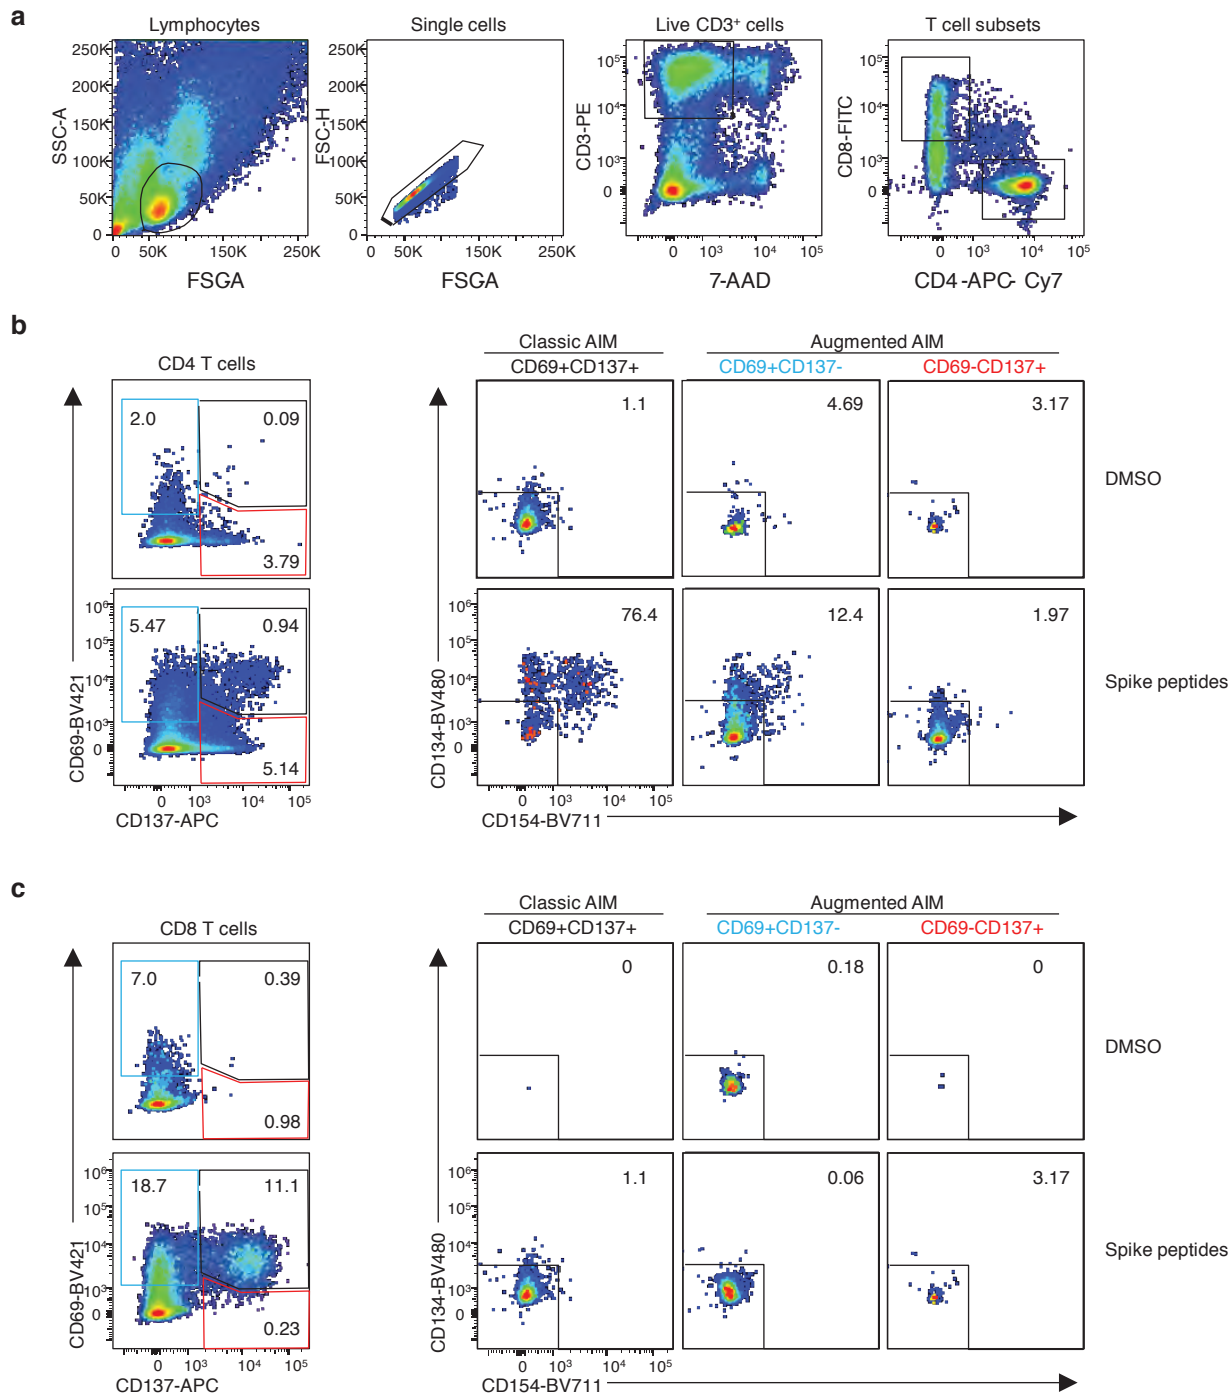 a
Lymphocytes
Single cells
Live CD3+ cells
T cell subsets
250K
200K
150K
100K
50K
0
SSC-A
0 50K 150K 250K
FSGA
250K
200K
150K
100K
50K
0
FSC-H
0 50K 150K 250K
FSGA
10⁵
10⁴
10³
0
CD3-PE
0 10³ 10⁴ 10⁵
7-AAD
10⁵
10⁴
10³
0
CD8-FITC
0 10³ 10⁴ 10⁵
CD4-APC- Cy7
b
CD4 T cells
Classic AIM
Augmented AIM
CD69+CD137+
CD69+CD137-
CD69-CD137+
2.0
0.09
3.79
1.1
4.69
3.17
DMSO
10⁶
10⁵
10⁴
10³
0
CD69-BV421
5.47
0.94
5.14
0 10³ 10⁴ 10⁵
CD137-APC
10⁶
10⁵
10⁴
10³
0
CD134-BV480
76.4
12.4
1.97
Spike peptides
0 10³ 10⁴ 10⁵
CD154-BV711
c
CD8 T cells
Classic AIM
Augmented AIM
CD69+CD137+
CD69+CD137-
CD69-CD137+
7.0
0.39
0.98
0
0.18
0
DMSO
10⁶
10⁵
10⁴
10³
0
CD69-BV421
18.7
11.1
0.23
0 10³ 10⁴ 10⁵
CD137-APC
10⁶
10⁵
10⁴
10³
0
CD134-BV480
1.1
0.06
3.17
Spike peptides
0 10³ 10⁴ 10⁵
CD154-BV711